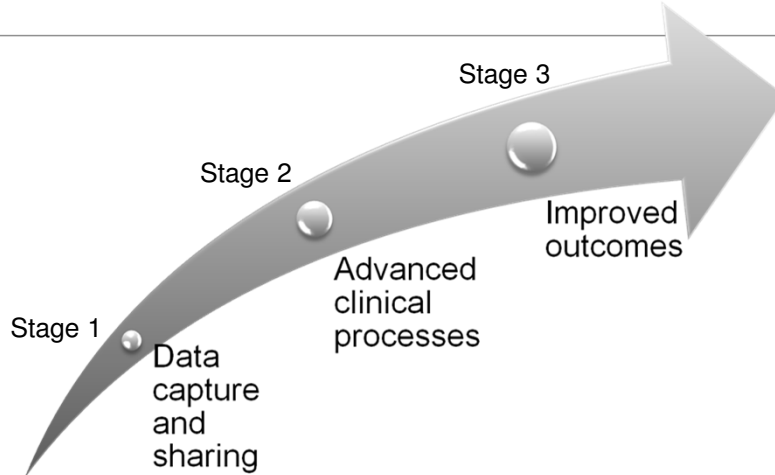 Stage 1
Data
capture
and
sharing
Stage 2
Advanced
clinical
processes
Stage 3
Improved
outcomes